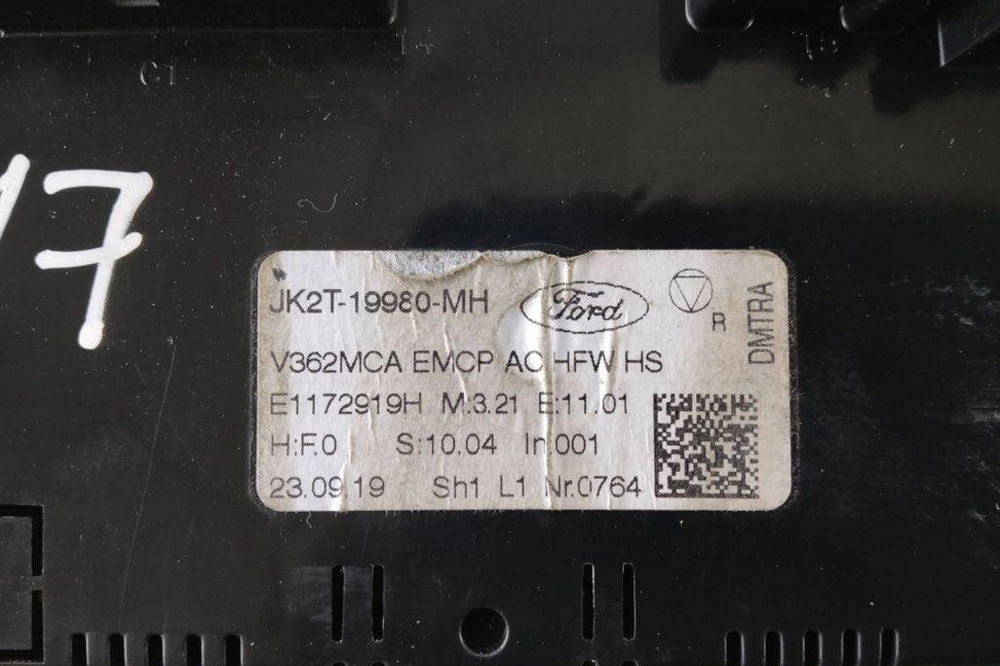 C1
14
15
17
JK2T-19980-MH
Ford
R
DMTRA
V362MCA EMCP AC HFW HS
E1172919H M:3.21 E:11.01
H:F.0 S:10.04 In:001
23.09.19 Sh1 L1 Nr.0764